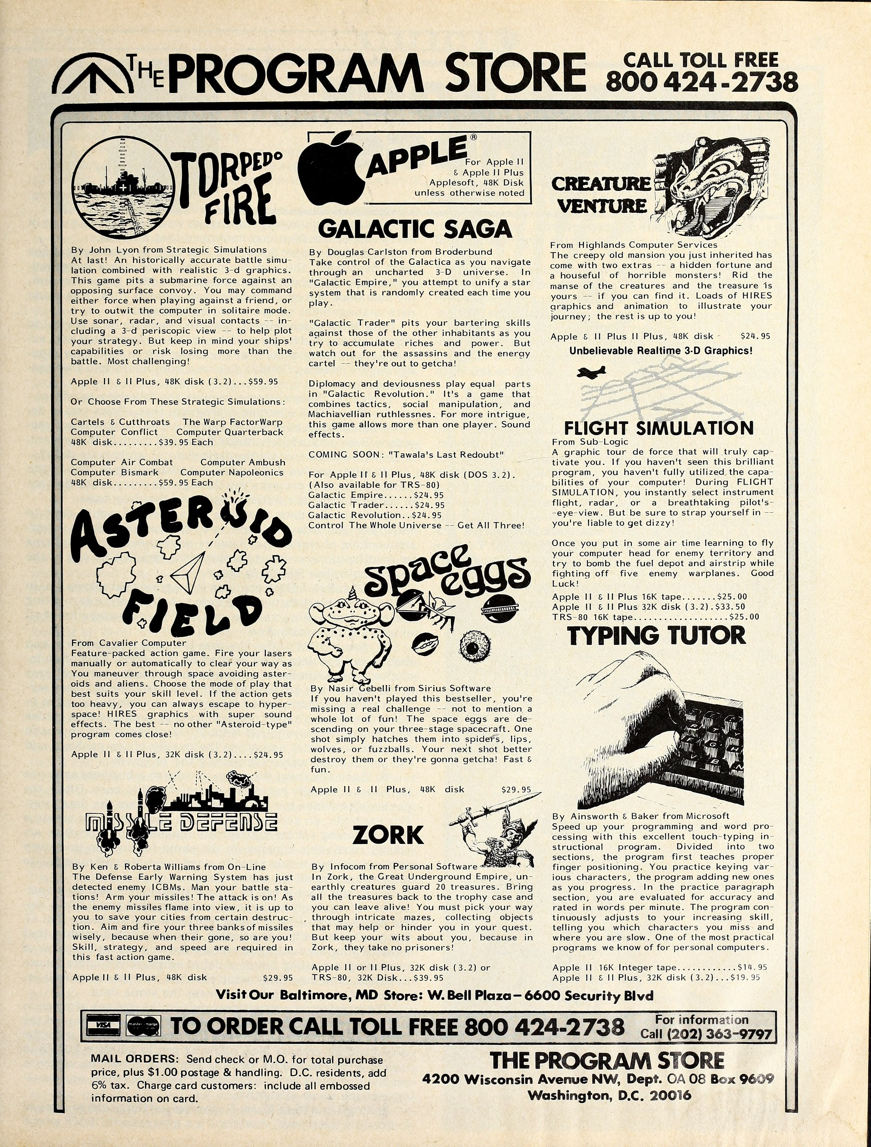 THE PROGRAM STORE
CALL TOLL FREE
800 424-2738
TORPEDO
FIRE
By John Lyon from Strategic Simulations
At last! An historically accurate battle simu-
lation combined with realistic 3-d graphics.
This game pits a submarine force against an
opposing surface convoy. You may command
either force when playing against a friend, or
try to outwit the computer in solitaire mode.
Use sonar, radar, and visual contacts -- in-
cluding a 3-d periscopic view -- to help plot
your strategy. But keep in mind your ships'
capabilities or risk losing more than the
battle. Most challenging!
Apple II & II Plus, 48K disk (3.2)...$59.95
Or Choose From These Strategic Simulations:
Cartels & Cutthroats The Warp FactorWarp
Computer Conflict Computer Quarterback
48K disk.........$39.95 Each
Computer Air Combat Computer Ambush
Computer Bismark Computer Napoleonics
48K disk.........$59.95 Each
ASTEROID
FIELD
From Cavalier Computer
Feature-packed action game. Fire your lasers
manually or automatically to clear your way as
You maneuver through space avoiding aster-
oids and aliens. Choose the mode of play that
best suits your skill level. If the action gets
too heavy, you can always escape to hyper-
space! HIRES graphics with super sound
effects. The best -- no other "Asteroid-type"
program comes close!
Apple II & II Plus, 32K disk (3.2)....$24.95
MISSILE DEFENSE
By Ken & Roberta Williams from On-Line
The Defense Early Warning System has just
detected enemy ICBMs. Man your battle sta-
tions! Arm your missiles! The attack is on! As
the enemy missiles flame into view, it is up to
you to save your cities from certain destruc-
tion. Aim and fire your three banks of missiles
wisely, because when their gone, so are you!
Skill, strategy, and speed are required in
this fast action game.
Apple II & II Plus, 48K disk $29.95
APPLE®
For Apple II
& Apple II Plus
Applesoft, 48K Disk
unless otherwise noted
GALACTIC SAGA
By Douglas Carlston from Broderbund
Take control of the Galactica as you navigate
through an uncharted 3-D universe. In
"Galactic Empire," you attempt to unify a star
system that is randomly created each time you
play.
"Galactic Trader" pits your bartering skills
against those of the other inhabitants as you
try to accumulate riches and power. But
watch out for the assassins and the energy
cartel -- they're out to getcha!
Diplomacy and deviousness play equal parts
in "Galactic Revolution." It's a game that
combines tactics, social manipulation, and
Machiavellian ruthlessnes. For more intrigue,
this game allows more than one player. Sound
effects.
COMING SOON: "Tawala's Last Redoubt"
For Apple II & II Plus, 48K disk (DOS 3.2).
(Also available for TRS-80)
Galactic Empire......$24.95
Galactic Trader......$24.95
Galactic Revolution..$24.95
Control The Whole Universe -- Get All Three!
space eggs
By Nasir Gebelli from Sirius Software
If you haven't played this bestseller, you're
missing a real challenge -- not to mention a
whole lot of fun! The space eggs are de-
scending on your three-stage spacecraft. One
shot simply hatches them into spiders, lips,
wolves, or fuzzballs. Your next shot better
destroy them or they're gonna getcha! Fast &
fun.
Apple II & II Plus, 48K disk $29.95
ZORK
By Infocom from Personal Software
In Zork, the Great Underground Empire, un-
earthly creatures guard 20 treasures. Bring
all the treasures back to the trophy case and
you can leave alive! You must pick your way
through intricate mazes, collecting objects
that may help or hinder you in your quest.
But keep your wits about you, because in
Zork, they take no prisoners!
Apple II or II Plus, 32K disk (3.2) or
TRS-80, 32K Disk...$39.95
CREATURE
VENTURE
From Highlands Computer Services
The creepy old mansion you just inherited has
come with two extras -- a hidden fortune and
a houseful of horrible monsters! Rid the
manse of the creatures and the treasure is
yours -- if you can find it. Loads of HIRES
graphics and animation to illustrate your
journey; the rest is up to you!
Apple & II Plus II Plus, 48K disk $24.95
Unbelievable Realtime 3-D Graphics!
FLIGHT SIMULATION
From Sub-Logic
A graphic tour de force that will truly cap-
tivate you. If you haven't seen this brilliant
program, you haven't fully utilized the capa-
bilities of your computer! During FLIGHT
SIMULATION, you instantly select instrument
flight, radar, or a breathtaking pilot's-
-eye-view. But be sure to strap yourself in --
you're liable to get dizzy!
Once you put in some air time learning to fly
your computer head for enemy territory and
try to bomb the fuel depot and airstrip while
fighting off five enemy warplanes. Good
Luck!
Apple II & II Plus 16K tape.......$25.00
Apple II & II Plus 32K disk (3.2).$33.50
TRS-80 16K tape..................$25.00
TYPING TUTOR
By Ainsworth & Baker from Microsoft
Speed up your programming and word pro-
cessing with this excellent touch-typing in-
structional program. Divided into two
sections, the program first teaches proper
finger positioning. You practice keying var-
ious characters, the program adding new ones
as you progress. In the practice paragraph
section, you are evaluated for accuracy and
rated in words per minute. The program con-
tinuously adjusts to your increasing skill,
telling you which characters you miss and
where you are slow. One of the most practical
programs we know of for personal computers.
Apple II 16K Integer tape............$14.95
Apple II & II Plus, 32K disk (3.2)...$19.95
Visit Our Baltimore, MD Store: W. Bell Plaza–6600 Security Blvd
VISA
master charge
TO ORDER CALL TOLL FREE 800 424-2738
For information
Call (202) 363-9797
MAIL ORDERS: Send check or M.O. for total purchase
price, plus $1.00 postage & handling. D.C. residents, add
6% tax. Charge card customers: include all embossed
information on card.
THE PROGRAM STORE
4200 Wisconsin Avenue NW, Dept. OA 08 Box 9609
Washington, D.C. 20016